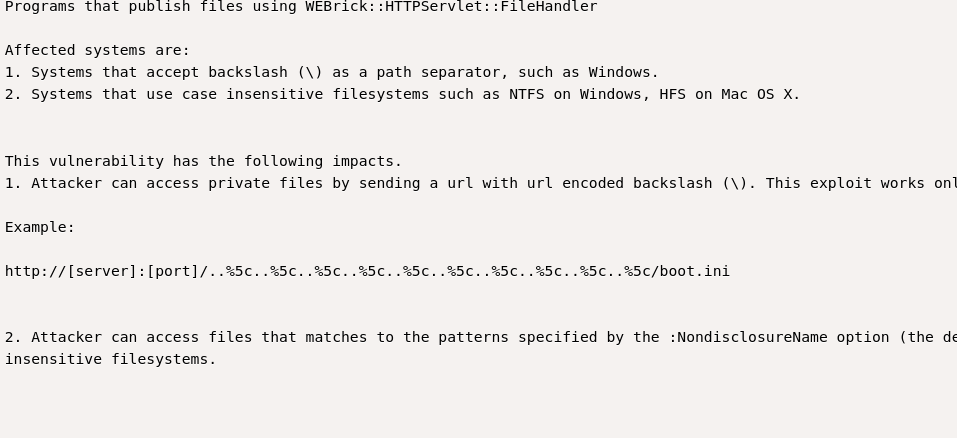 Programs that publish files using WEBrick::HTTPServlet::FileHandler
Affected systems are:
1. Systems that accept backslash (\) as a path separator, such as Windows.
2. Systems that use case insensitive filesystems such as NTFS on Windows, HFS on Mac OS X.
This vulnerability has the following impacts.
1. Attacker can access private files by sending a url with url encoded backslash (\). This exploit works onl
Example:
http://[server]:[port]/..%5c..%5c..%5c..%5c..%5c..%5c..%5c..%5c..%5c..%5c/boot.ini
2. Attacker can access files that matches to the patterns specified by the :NondisclosureName option (the de
insensitive filesystems.